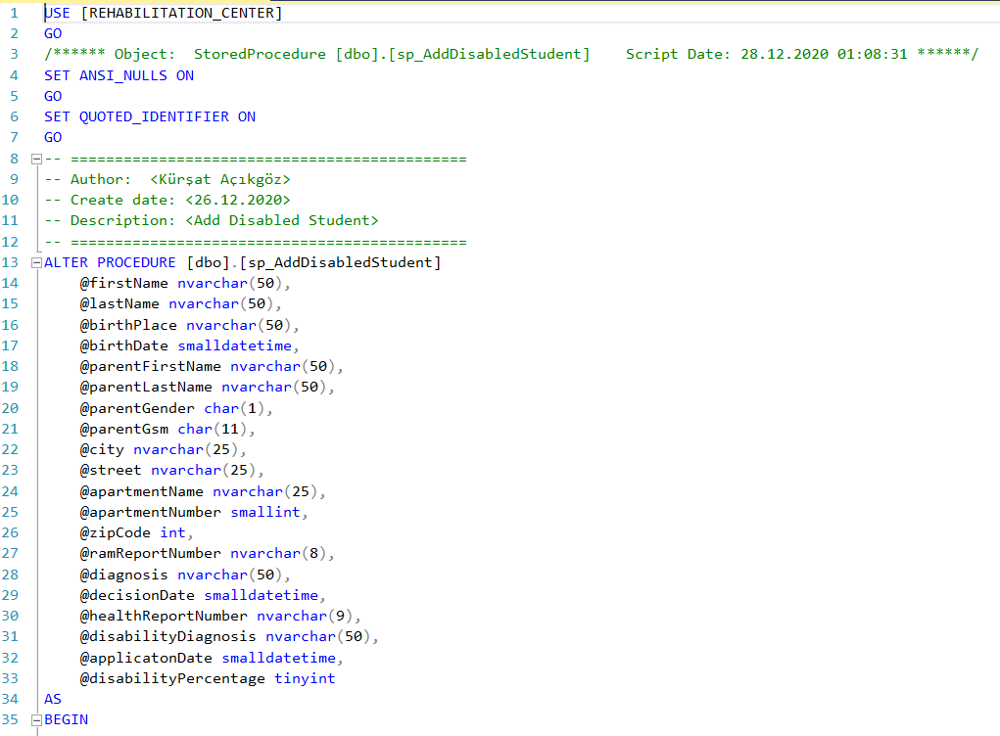 1 USE [REHABILITATION_CENTER]
2 GO
3 /****** Object:  StoredProcedure [dbo].[sp_AddDisabledStudent]    Script Date: 28.12.2020 01:08:31 ******/
4 SET ANSI_NULLS ON
5 GO
6 SET QUOTED_IDENTIFIER ON
7 GO
8 -- =============================================
9 -- Author:  <Kürşat Açıkgöz>
10 -- Create date: <26.12.2020>
11 -- Description: <Add Disabled Student>
12 -- =============================================
13 ALTER PROCEDURE [dbo].[sp_AddDisabledStudent]
14     @firstName nvarchar(50),
15     @lastName nvarchar(50),
16     @birthPlace nvarchar(50),
17     @birthDate smalldatetime,
18     @parentFirstName nvarchar(50),
19     @parentLastName nvarchar(50),
20     @parentGender char(1),
21     @parentGsm char(11),
22     @city nvarchar(25),
23     @street nvarchar(25),
24     @apartmentName nvarchar(25),
25     @apartmentNumber smallint,
26     @zipCode int,
27     @ramReportNumber nvarchar(8),
28     @diagnosis nvarchar(50),
29     @decisionDate smalldatetime,
30     @healthReportNumber nvarchar(9),
31     @disabilityDiagnosis nvarchar(50),
32     @applicatonDate smalldatetime,
33     @disabilityPercentage tinyint
34 AS
35 BEGIN